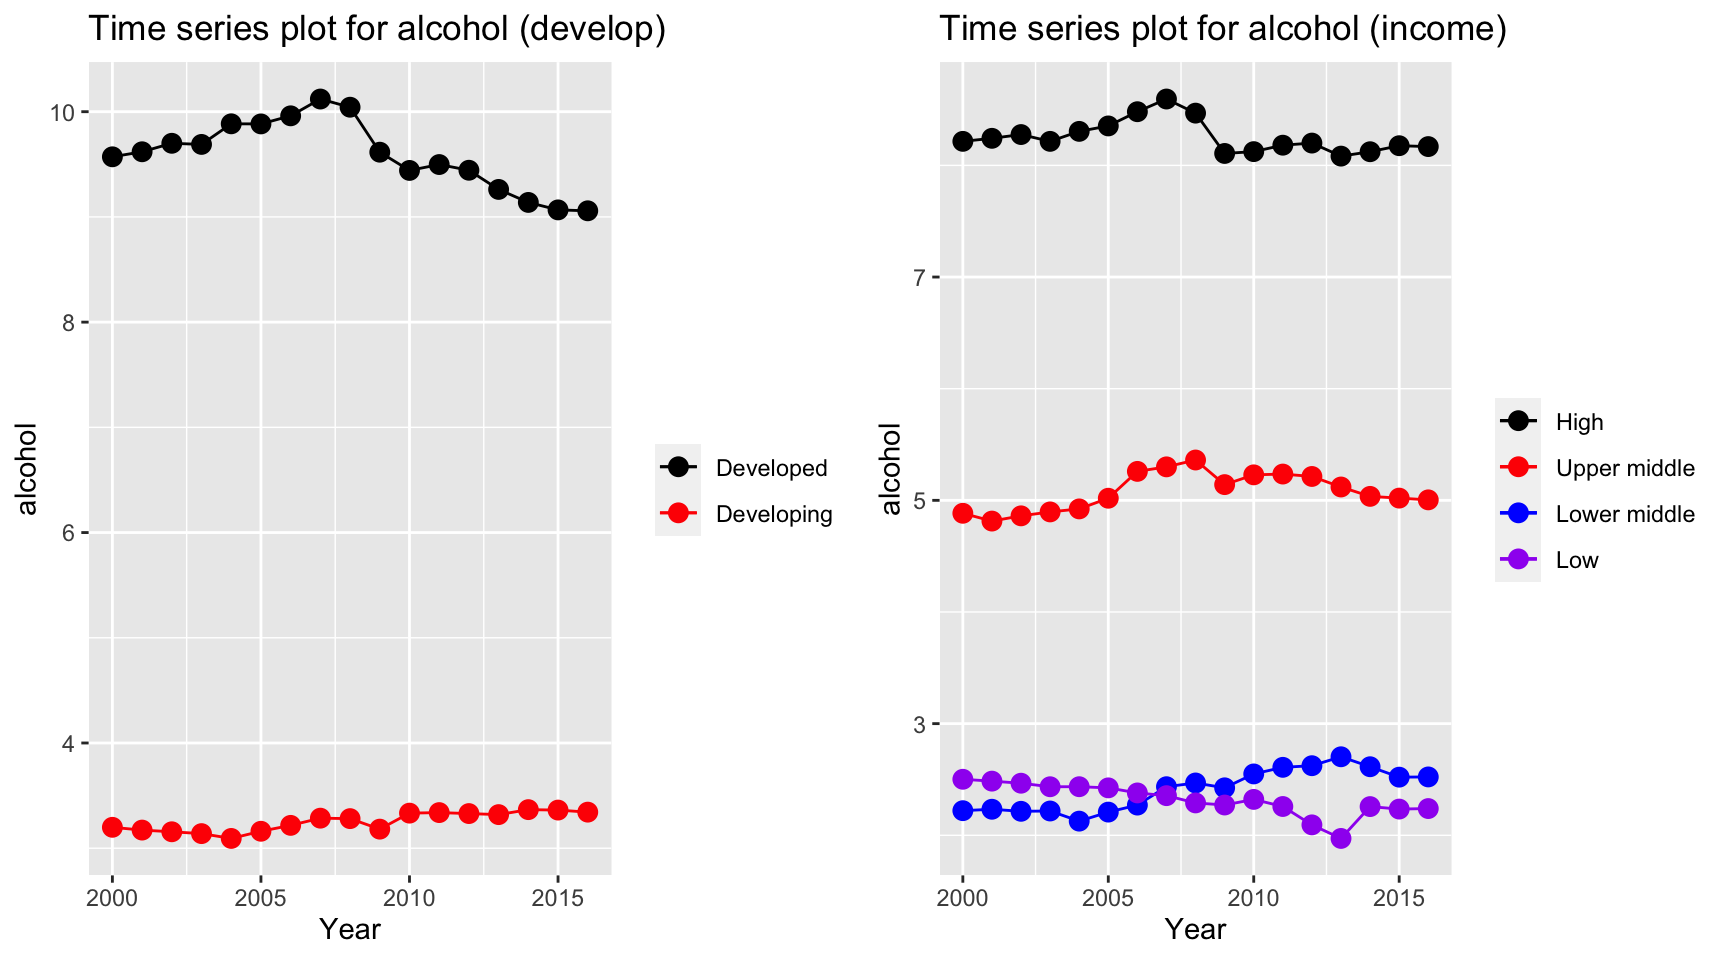 Time series plot for alcohol (develop)
10
8
6
4
alcohol
2000 2005 2010 2015
Year
Developed
Developing
Time series plot for alcohol (income)
7
5
3
alcohol
2000 2005 2010 2015
Year
High
Upper middle
Lower middle
Low